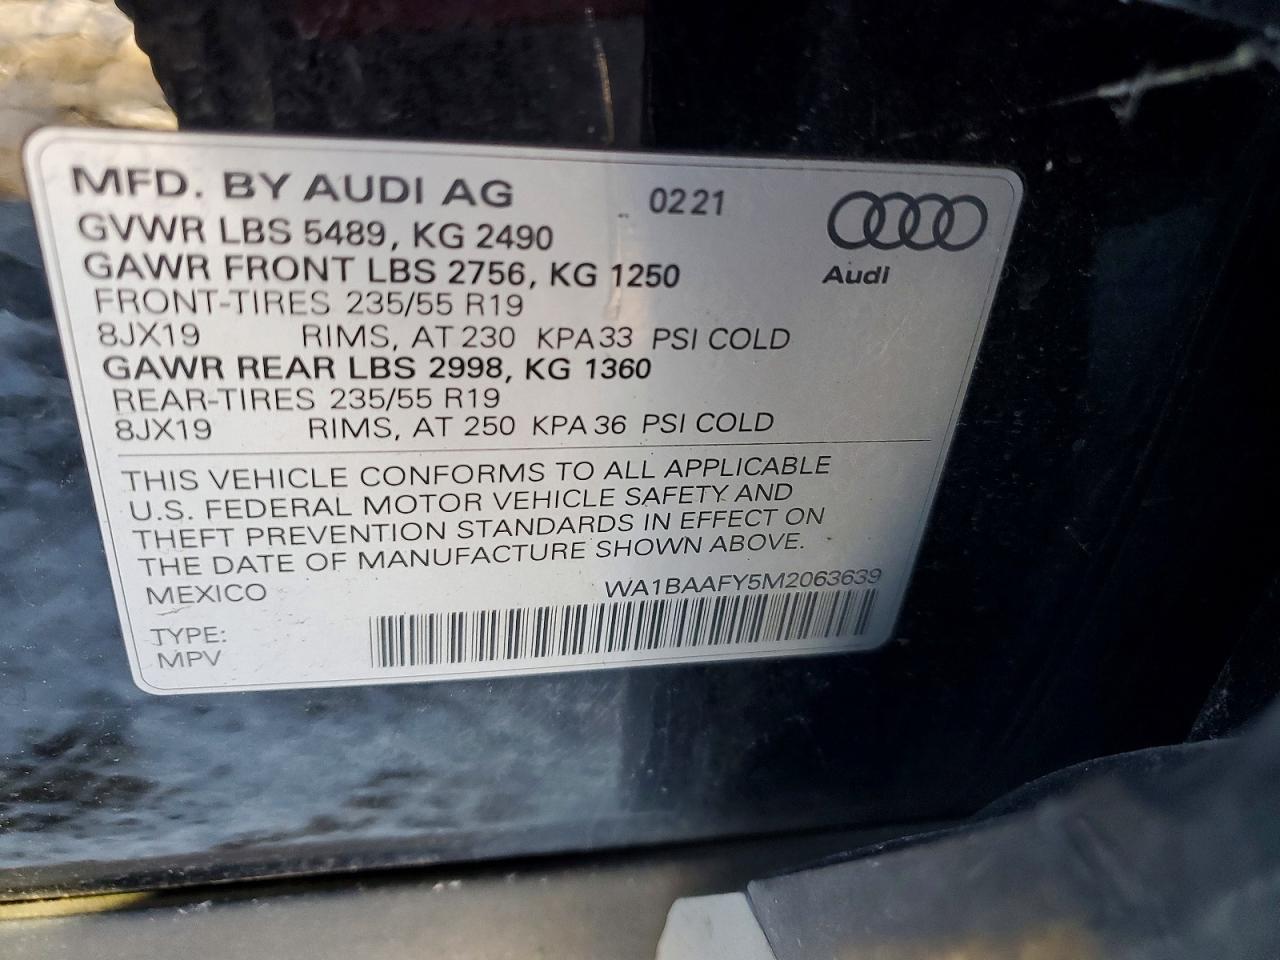 MFD. BY AUDI AG 0221
GVWR LBS 5489, KG 2490
GAWR FRONT LBS 2756, KG 1250
Audi
FRONT-TIRES 235/55 R19
8JX19 RIMS, AT 230 KPA 33 PSI COLD
GAWR REAR LBS 2998, KG 1360
REAR-TIRES 235/55 R19
8JX19 RIMS, AT 250 KPA 36 PSI COLD
THIS VEHICLE CONFORMS TO ALL APPLICABLE
U.S. FEDERAL MOTOR VEHICLE SAFETY AND
THEFT PREVENTION STANDARDS IN EFFECT ON
THE DATE OF MANUFACTURE SHOWN ABOVE.
MEXICO WA1BAAFY5M2063639
TYPE:
MPV